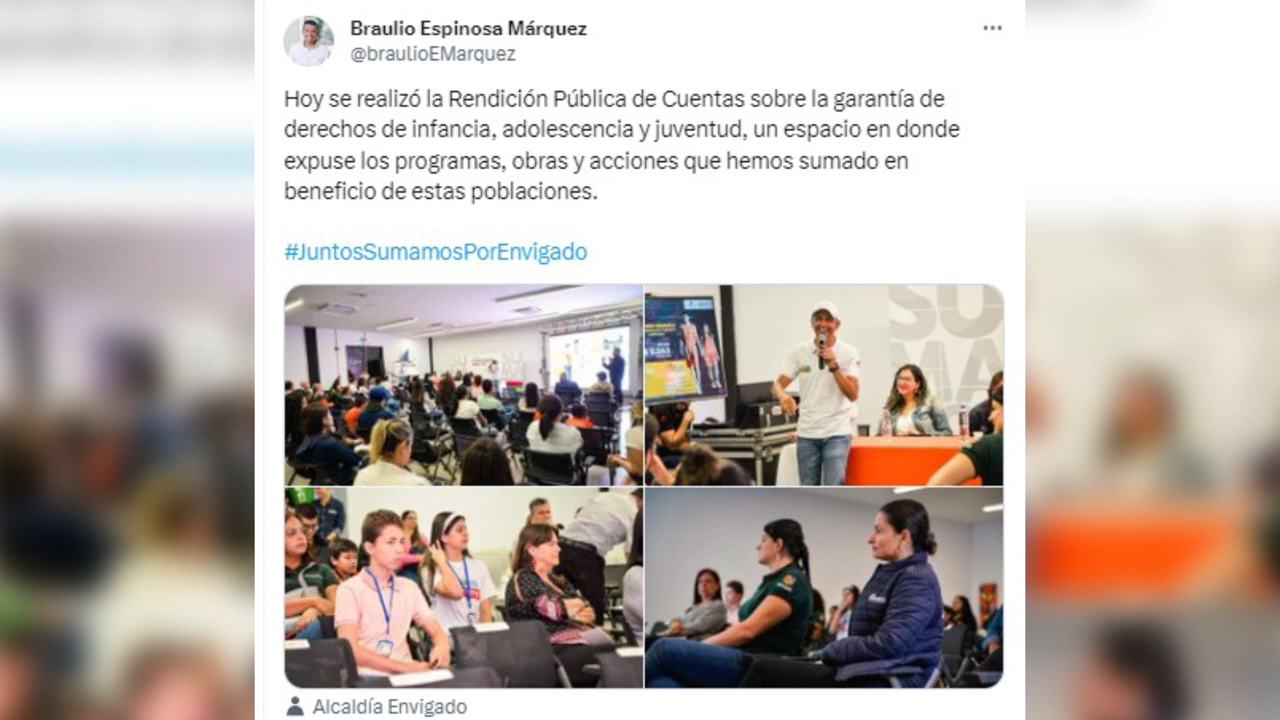 Braulio Espinosa Márquez
@braulioEMarquez
Hoy se realizó la Rendición Pública de Cuentas sobre la garantía de
derechos de infancia, adolescencia y juventud, un espacio en donde
expuse los programas, obras y acciones que hemos sumado en
beneficio de estas poblaciones.
#JuntosSumamosPorEnvigado
SU
MA
Alcaldía Envigado